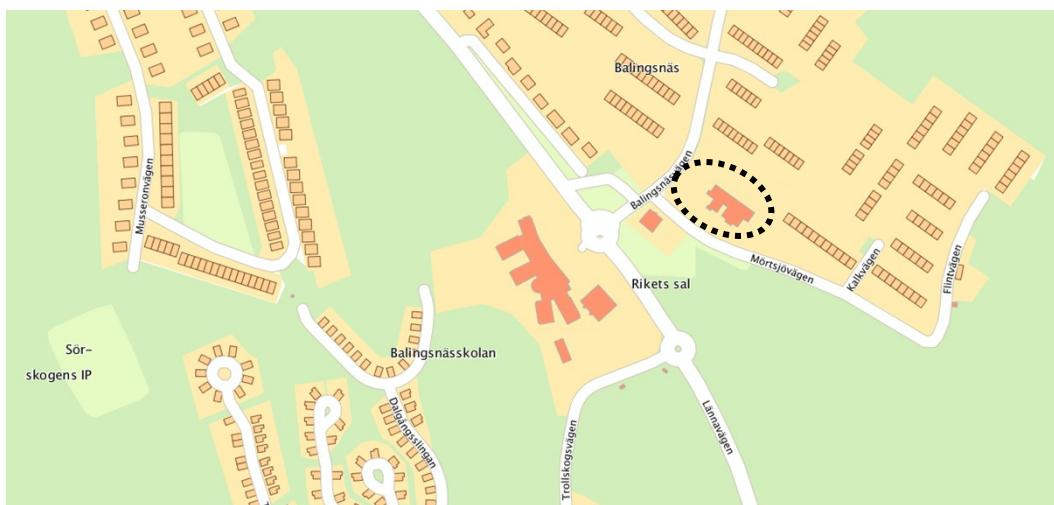 Balingsnäs
Balingsnäsvägen
Musseronvägen
Mörtsjövägen
Kalkvägen
Flintvägen
Rikets sal
Sör-
skogens IP
Balingsnässkolan
Dalgångsslingan
Trollskogsvägen
Lännavägen